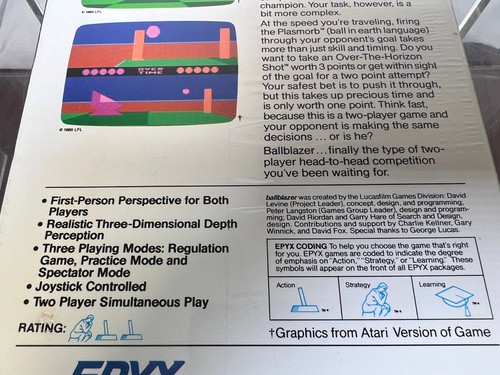 © 1985 LFL
champion. Your task, however, is a
bit more complex.
At the speed you're traveling, firing
the Plasmorb™ (ball in earth language)
through your opponent's goal takes
more than just skill and timing. Do you
want to take an Over-The-Horizon
Shot™ worth 3 points or get within sight
of the goal for a two point attempt?
Your safest bet is to push it through,
but this takes up precious time and
is only worth one point. Think fast,
because this is a two-player game and
your opponent is making the same
decisions . . . or is he?
Ballblazer...finally the type of two-
player head-to-head competition
you've been waiting for.
OVER
TIME
†
© 1985 LFL
• First-Person Perspective for Both
Players
• Realistic Three-Dimensional Depth
Perception
• Three Playing Modes: Regulation
Game, Practice Mode and
Spectator Mode
• Joystick Controlled
• Two Player Simultaneous Play
RATING:
ballblazer was created by the Lucasfilm Games Division: David
Levine (Project Leader), concept, design, and programming;
Peter Langston (Games Group Leader), design and program-
ming; David Riordan and Garry Hare of Search and Design,
design. Contributions and support by Charlie Kellner, Gary
Winnick, and David Fox. Special thanks to George Lucas.
EPYX CODING To help you choose the game that's right
for you. EPYX games are coded to indicate the degree
of emphasis on "Action," "Strategy," or "Learning." These
symbols will appear on the front of all EPYX packages.
Action
Strategy
Learning
†Graphics from Atari Version of Game
EPYX